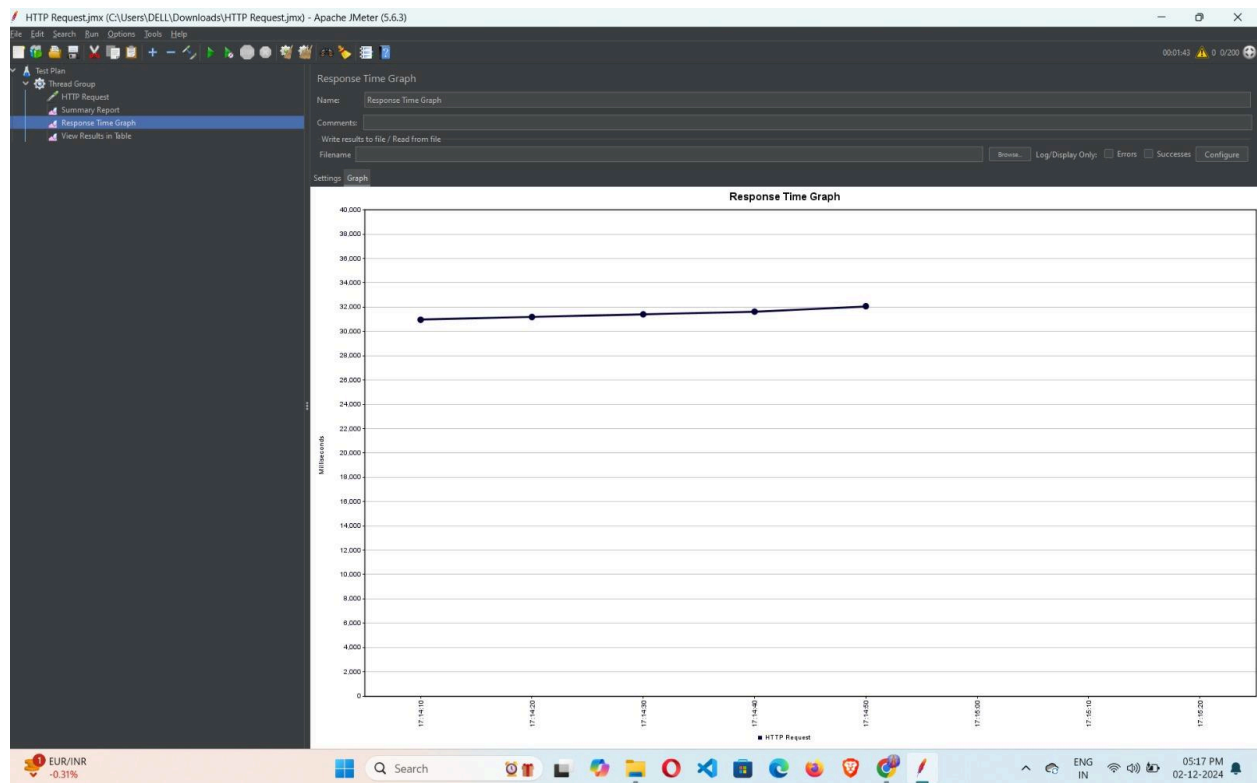 HTTP Request.jmx (C:\Users\DELL\Downloads\HTTP Request.jmx) - Apache JMeter (5.6.3)
File Edit Search Run Options Tools Help
00:01:43 0 0/200
Test Plan
Thread Group
HTTP Request
Summary Report
Response Time Graph
View Results in Table
Response Time Graph
Name: Response Time Graph
Comments:
Write results to file / Read from file
Filename Browse... Log/Display Only: Errors Successes Configure
Settings Graph
Response Time Graph
40,000
38,000
36,000
34,000
32,000
30,000
28,000
26,000
24,000
22,000
20,000
18,000
16,000
14,000
12,000
10,000
8,000
6,000
4,000
2,000
0
Milliseconds
17:14:10 17:14:20 17:14:30 17:14:40 17:14:50 17:15:00 17:15:10 17:15:20
HTTP Request
1 EUR/INR
-0.31%
Search
ENG
IN
05:17 PM
02-12-2024